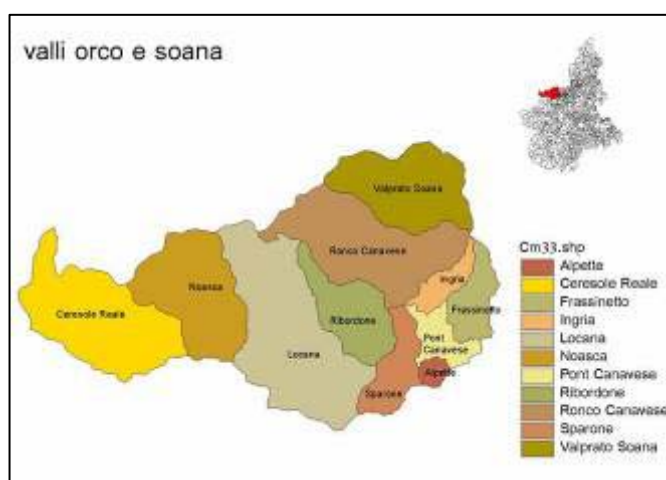 valli orco e soana
Valprato Soana
Ronco Canavese
Noasca
Ingria
Ceresole Reale
Ribordone
Frassinetto
Locana
Pont
Canavese
Alpette
Sparone
Cm33.shp
Alpette
Ceresole Reale
Frassinetto
Ingria
Locana
Noasca
Pont Canavese
Ribordone
Ronco Canavese
Sparone
Valprato Soana